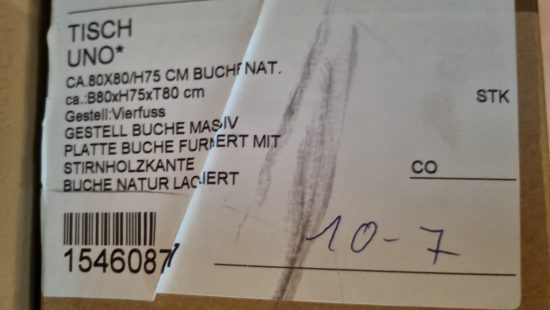 TISCH
UNO*
CA.80X80/H75 CM BUCHE NAT.
ca.:B80xH75xT80 cm
STK
Gestell:Vierfuss
GESTELL BUCHE MASSIV
PLATTE BUCHE FURNIERT MIT
STIRNHOLZKANTE
CO
BUCHE NATUR LACKIERT
10-7
1546087